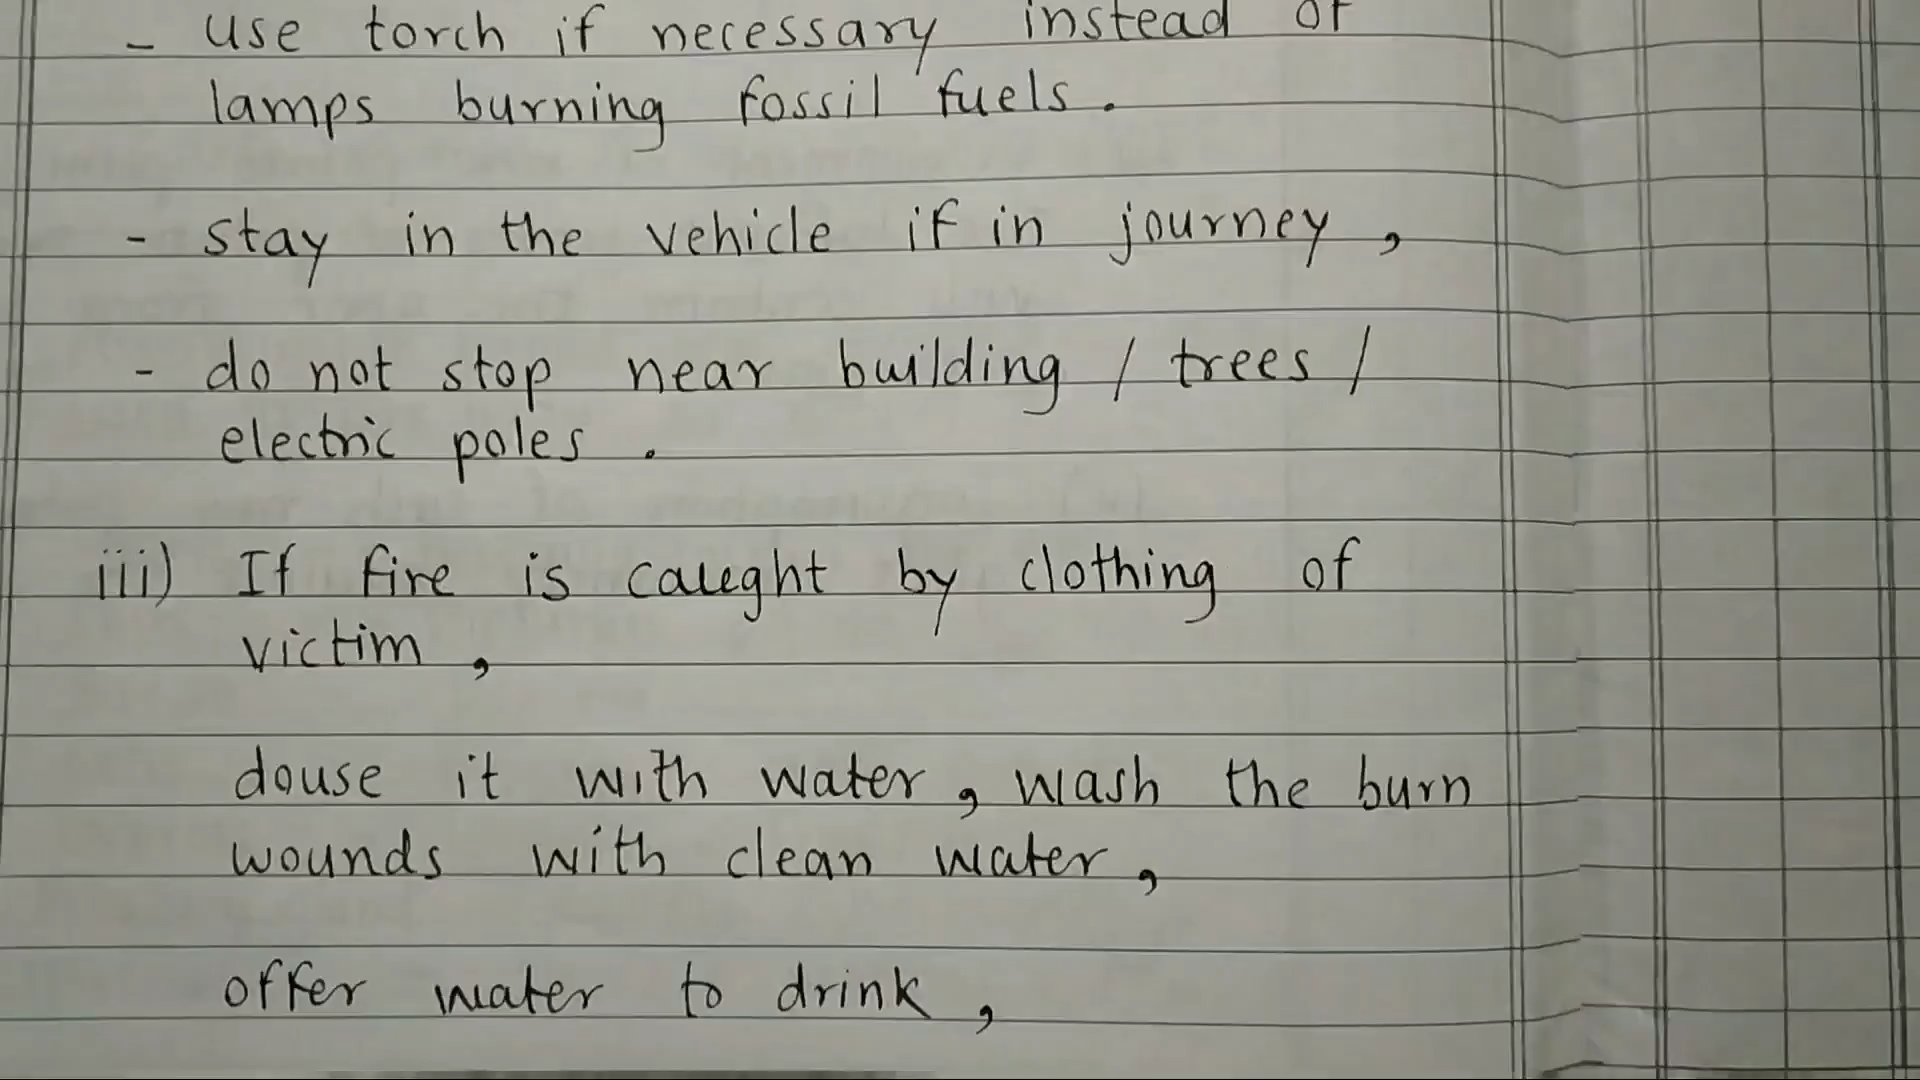 - use torch if necessary instead of
lamps burning fossil fuels.
- stay in the vehicle if in journey,
- do not stop near building / trees /
electric poles.
iii) If fire is caught by clothing of
victim,
douse it with water, wash the burn
wounds with clean water,
offer water to drink,